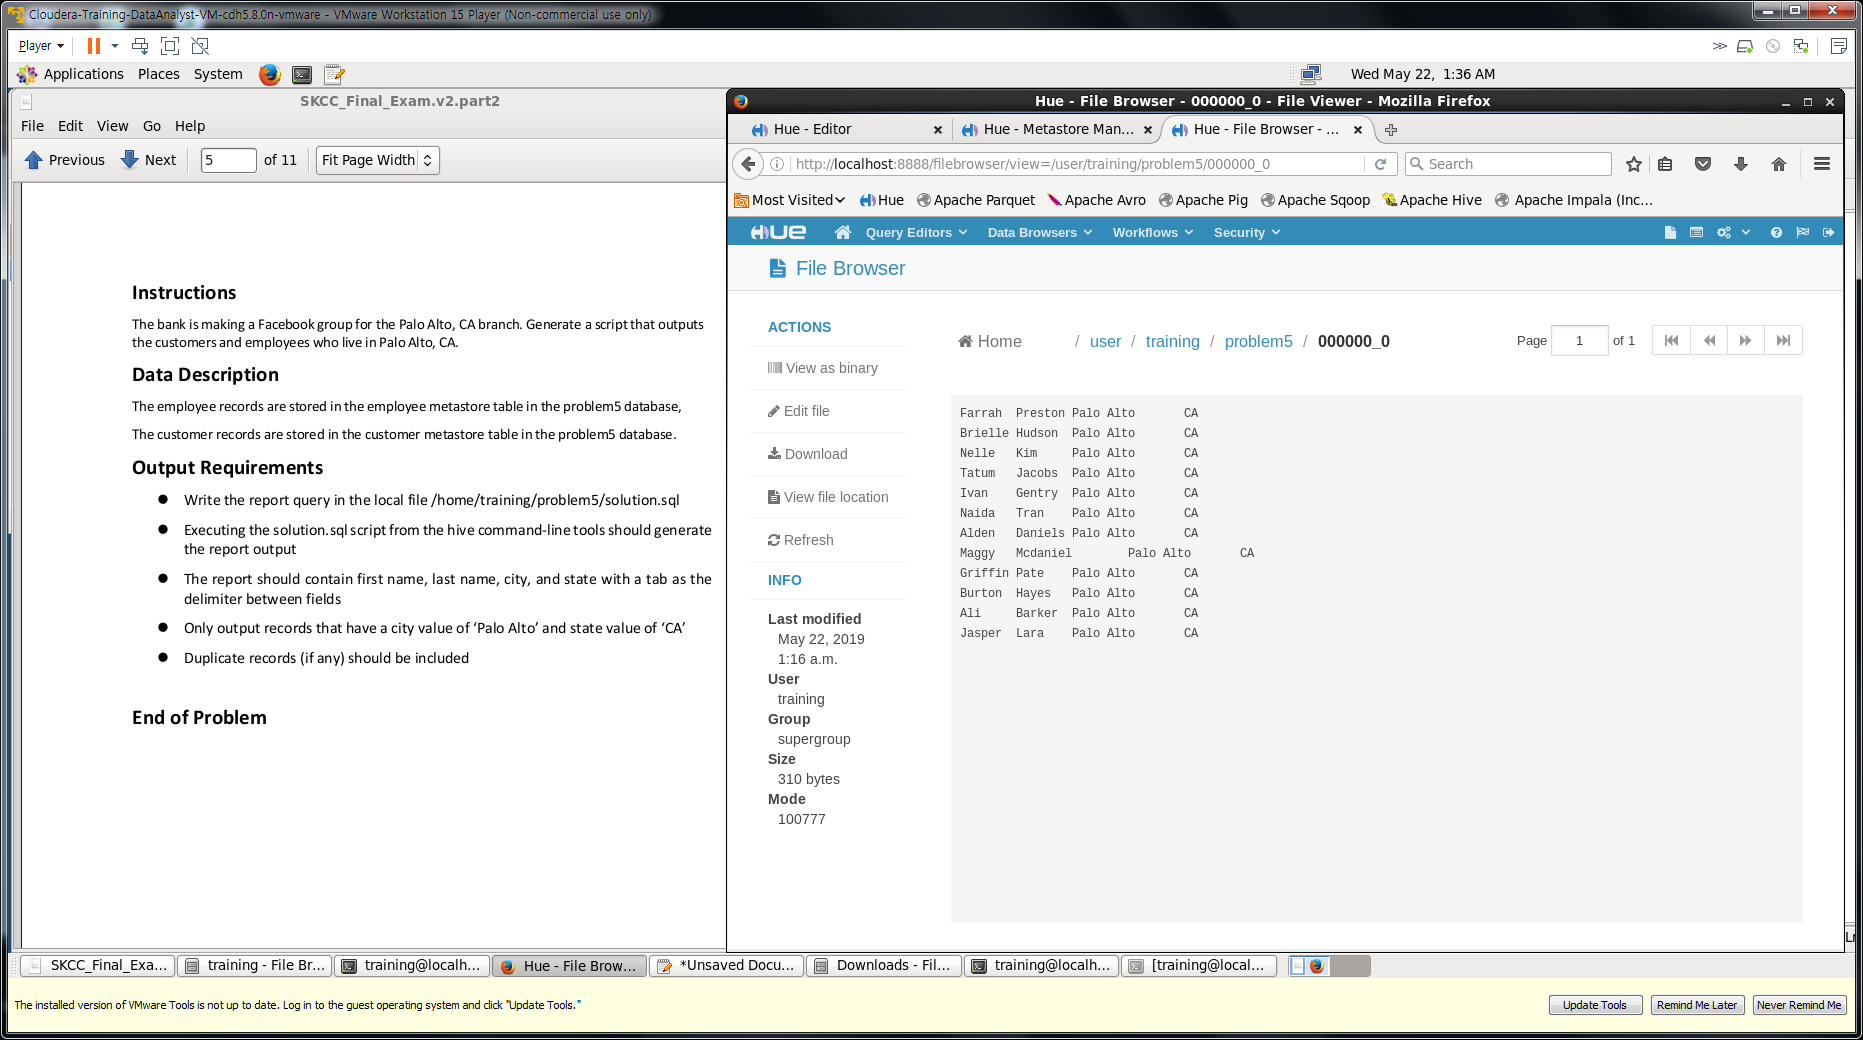 Cloudera-Training-DataAnalyst-VM-cdh5.8.0n-vmware - VMware Workstation 15 Player (Non-commercial use only)
Player
Applications Places System Wed May 22, 1:36 AM
SKCC_Final_Exam.v2.part2
File Edit View Go Help
Previous Next 5 of 11 Fit Page Width
Instructions
The bank is making a Facebook group for the Palo Alto, CA branch. Generate a script that outputs
the customers and employees who live in Palo Alto, CA.
Data Description
The employee records are stored in the employee metastore table in the problem5 database,
The customer records are stored in the customer metastore table in the problem5 database.
Output Requirements
● Write the report query in the local file /home/training/problem5/solution.sql
● Executing the solution.sql script from the hive command-line tools should generate
the report output
● The report should contain first name, last name, city, and state with a tab as the
delimiter between fields
● Only output records that have a city value of ‘Palo Alto’ and state value of ‘CA’
● Duplicate records (if any) should be included
End of Problem
Hue - File Browser - 000000_0 - File Viewer - Mozilla Firefox
Hue - Editor Hue - Metastore Man... Hue - File Browser - ...
http://localhost:8888/filebrowser/view=/user/training/problem5/000000_0 Search
Most Visited Hue Apache Parquet Apache Avro Apache Pig Apache Sqoop Apache Hive Apache Impala (Inc...
HUE Query Editors Data Browsers Workflows Security
File Browser
ACTIONS
View as binary
Edit file
Download
View file location
Refresh
INFO
Last modified
May 22, 2019
1:16 a.m.
User
training
Group
supergroup
Size
310 bytes
Mode
100777
Home / user / training / problem5 / 000000_0 Page 1 of 1
Farrah Preston Palo Alto CA
Brielle Hudson Palo Alto CA
Nelle Kim Palo Alto CA
Tatum Jacobs Palo Alto CA
Ivan Gentry Palo Alto CA
Naida Tran Palo Alto CA
Alden Daniels Palo Alto CA
Maggy Mcdaniel Palo Alto CA
Griffin Pate Palo Alto CA
Burton Hayes Palo Alto CA
Ali Barker Palo Alto CA
Jasper Lara Palo Alto CA
SKCC_Final_Exa... training - File Br... training@localh... Hue - File Brow... *Unsaved Docu... Downloads - Fil... training@localh... [training@local...
The installed version of VMware Tools is not up to date. Log in to the guest operating system and click "Update Tools." Update Tools Remind Me Later Never Remind Me